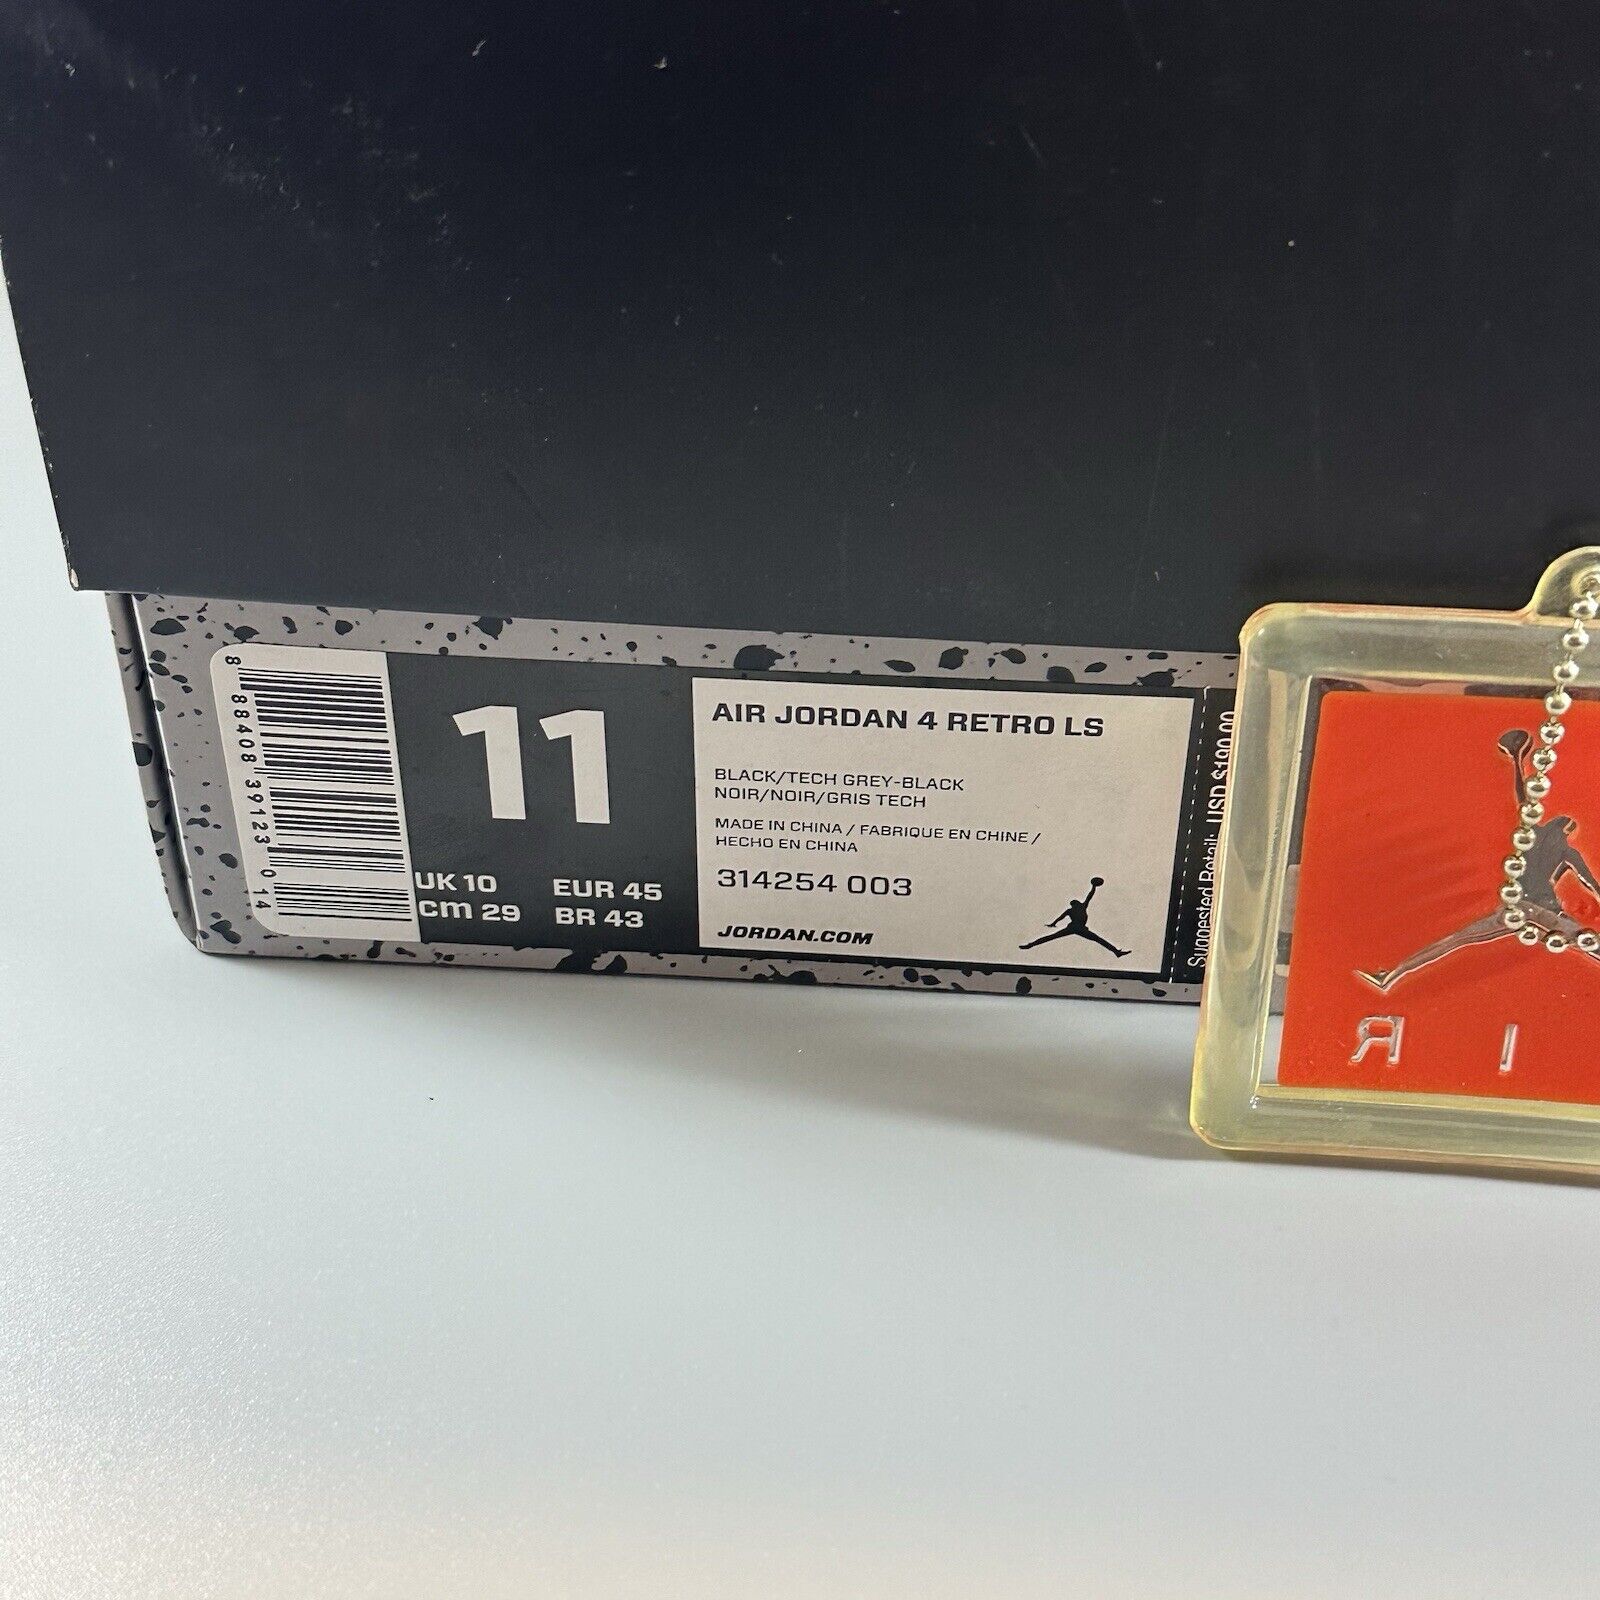 8 88408 39123 0 14
11
UK 10 EUR 45
cm 29 BR 43
AIR JORDAN 4 RETRO LS
BLACK/TECH GREY-BLACK
NOIR/NOIR/GRIS TECH
MADE IN CHINA / FABRIQUE EN CHINE /
HECHO EN CHINA
314254 003
JORDAN.COM
Suggested Retail: USD $190.00
R I